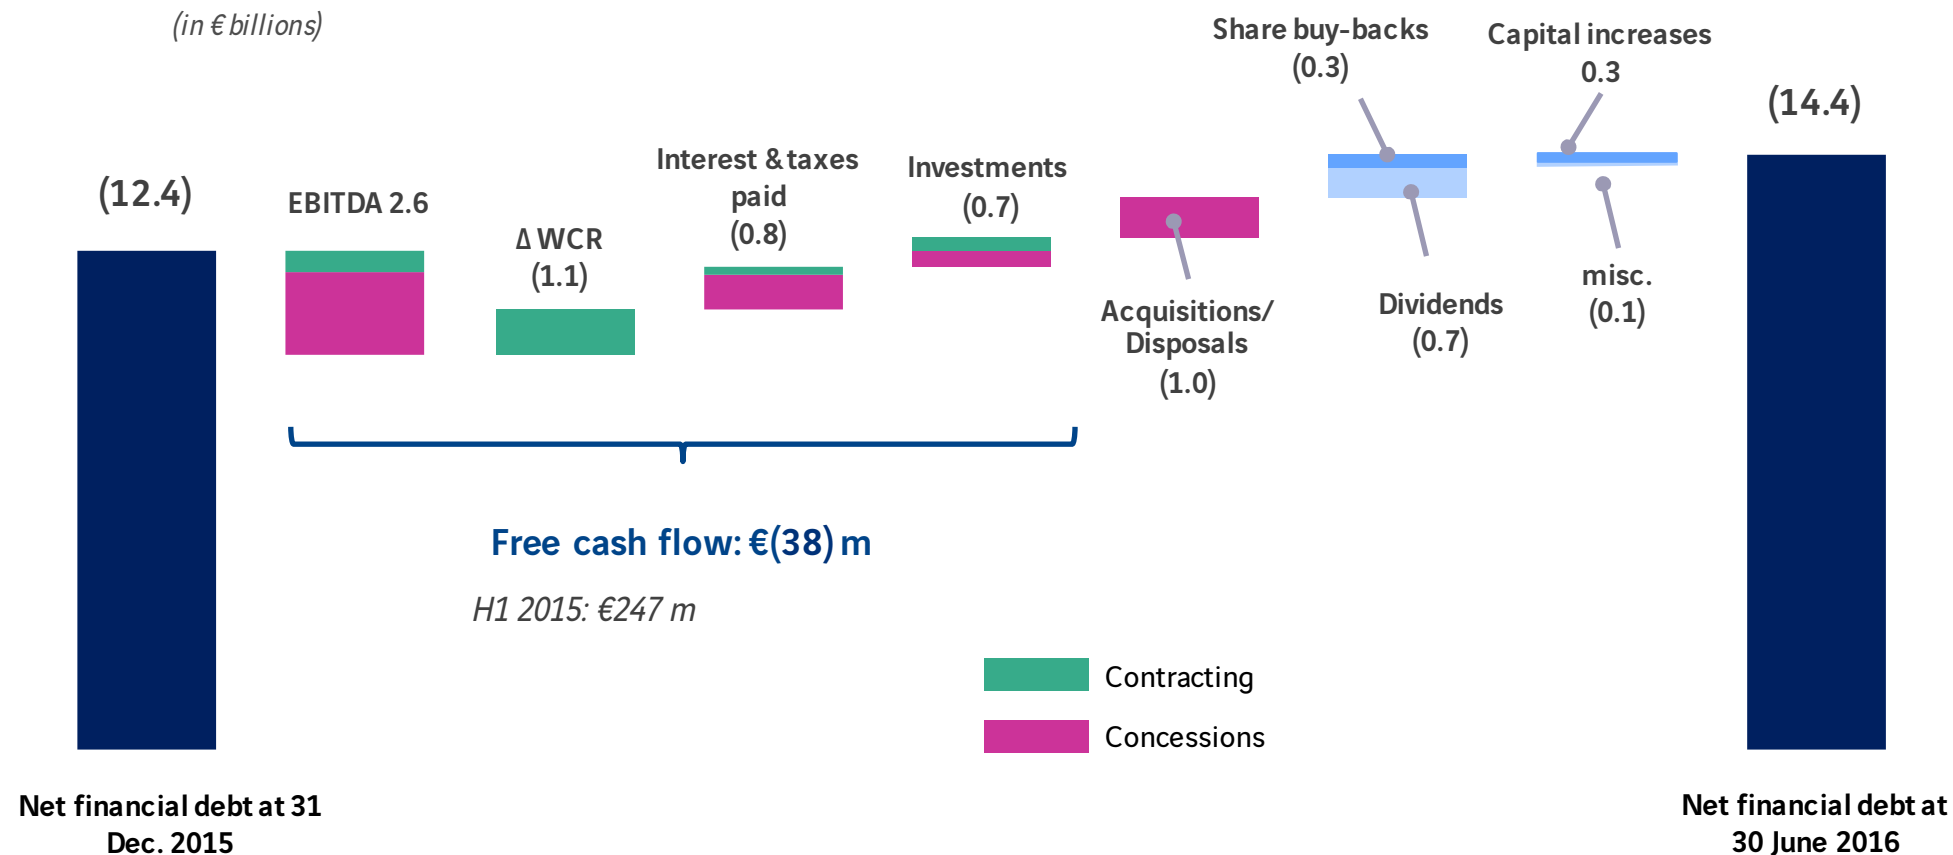 (in € billions)
(12.4)
EBITDA 2.6
Δ WCR
(1.1)
Interest & taxes
paid
(0.8)
Investments
(0.7)
Acquisitions/
Disposals
(1.0)
Share buy-backs
(0.3)
Dividends
(0.7)
Capital increases
0.3
misc.
(0.1)
(14.4)
Free cash flow: €(38) m
H1 2015: €247 m
Contracting
Concessions
Net financial debt at 31
Dec. 2015
Net financial debt at
30 June 2016